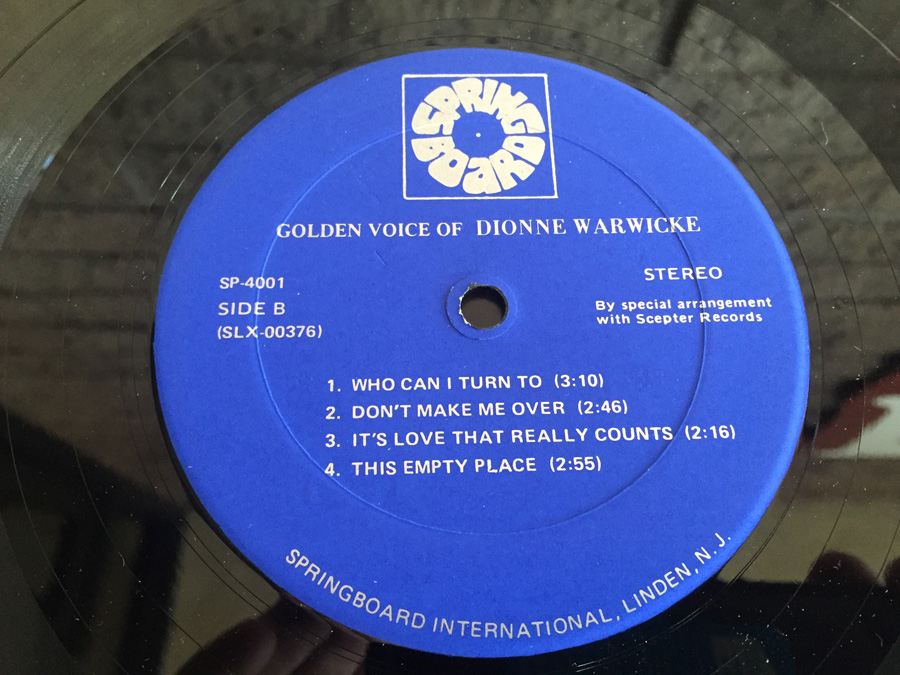 SPRING
BOARD
GOLDEN VOICE OF DIONNE WARWICKE
SP-4001
SIDE B
(SLX-00376)
STEREO
By special arrangement
with Scepter Records
1. WHO CAN I TURN TO (3:10)
2. DON'T MAKE ME OVER (2:46)
3. IT'S LOVE THAT REALLY COUNTS (2:16)
4. THIS EMPTY PLACE (2:55)
SPRINGBOARD INTERNATIONAL, LINDEN, N.J.